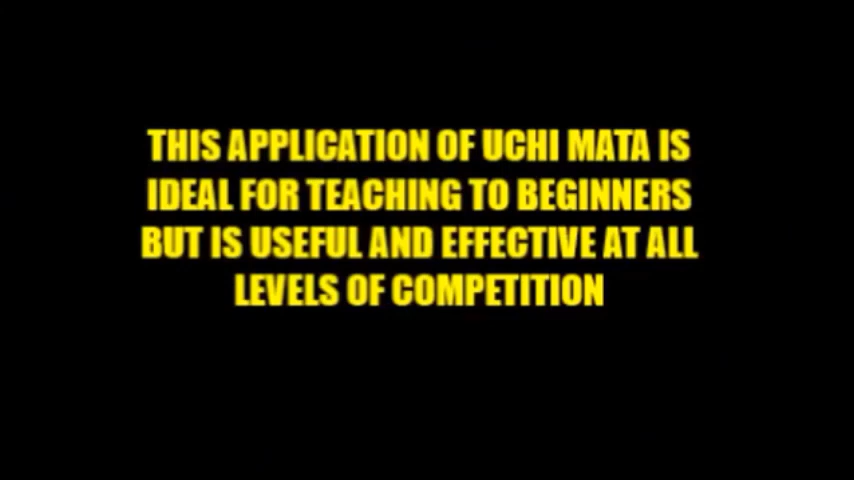 THIS APPLICATION OF UCHI MATA IS
IDEAL FOR TEACHING TO BEGINNERS
BUT IS USEFUL AND EFFECTIVE AT ALL
LEVELS OF COMPETITION